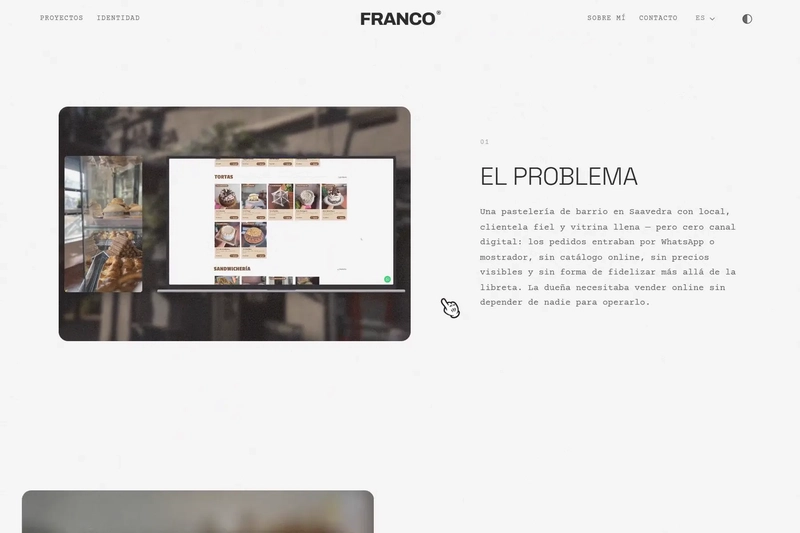 PROYECTOS
IDENTIDAD
FRANCO®
SOBRE MÍ
CONTACTO
ES
01
EL PROBLEMA
Una pastelería de barrio en Saavedra con local,
clientela fiel y vitrina llena — pero cero canal
digital: los pedidos entraban por WhatsApp o
mostrador, sin catálogo online, sin precios
visibles y sin forma de fidelizar más allá de la
libreta. La dueña necesitaba vender online sin
depender de nadie para operarlo.
TORTAS
SANDWICHERÍA